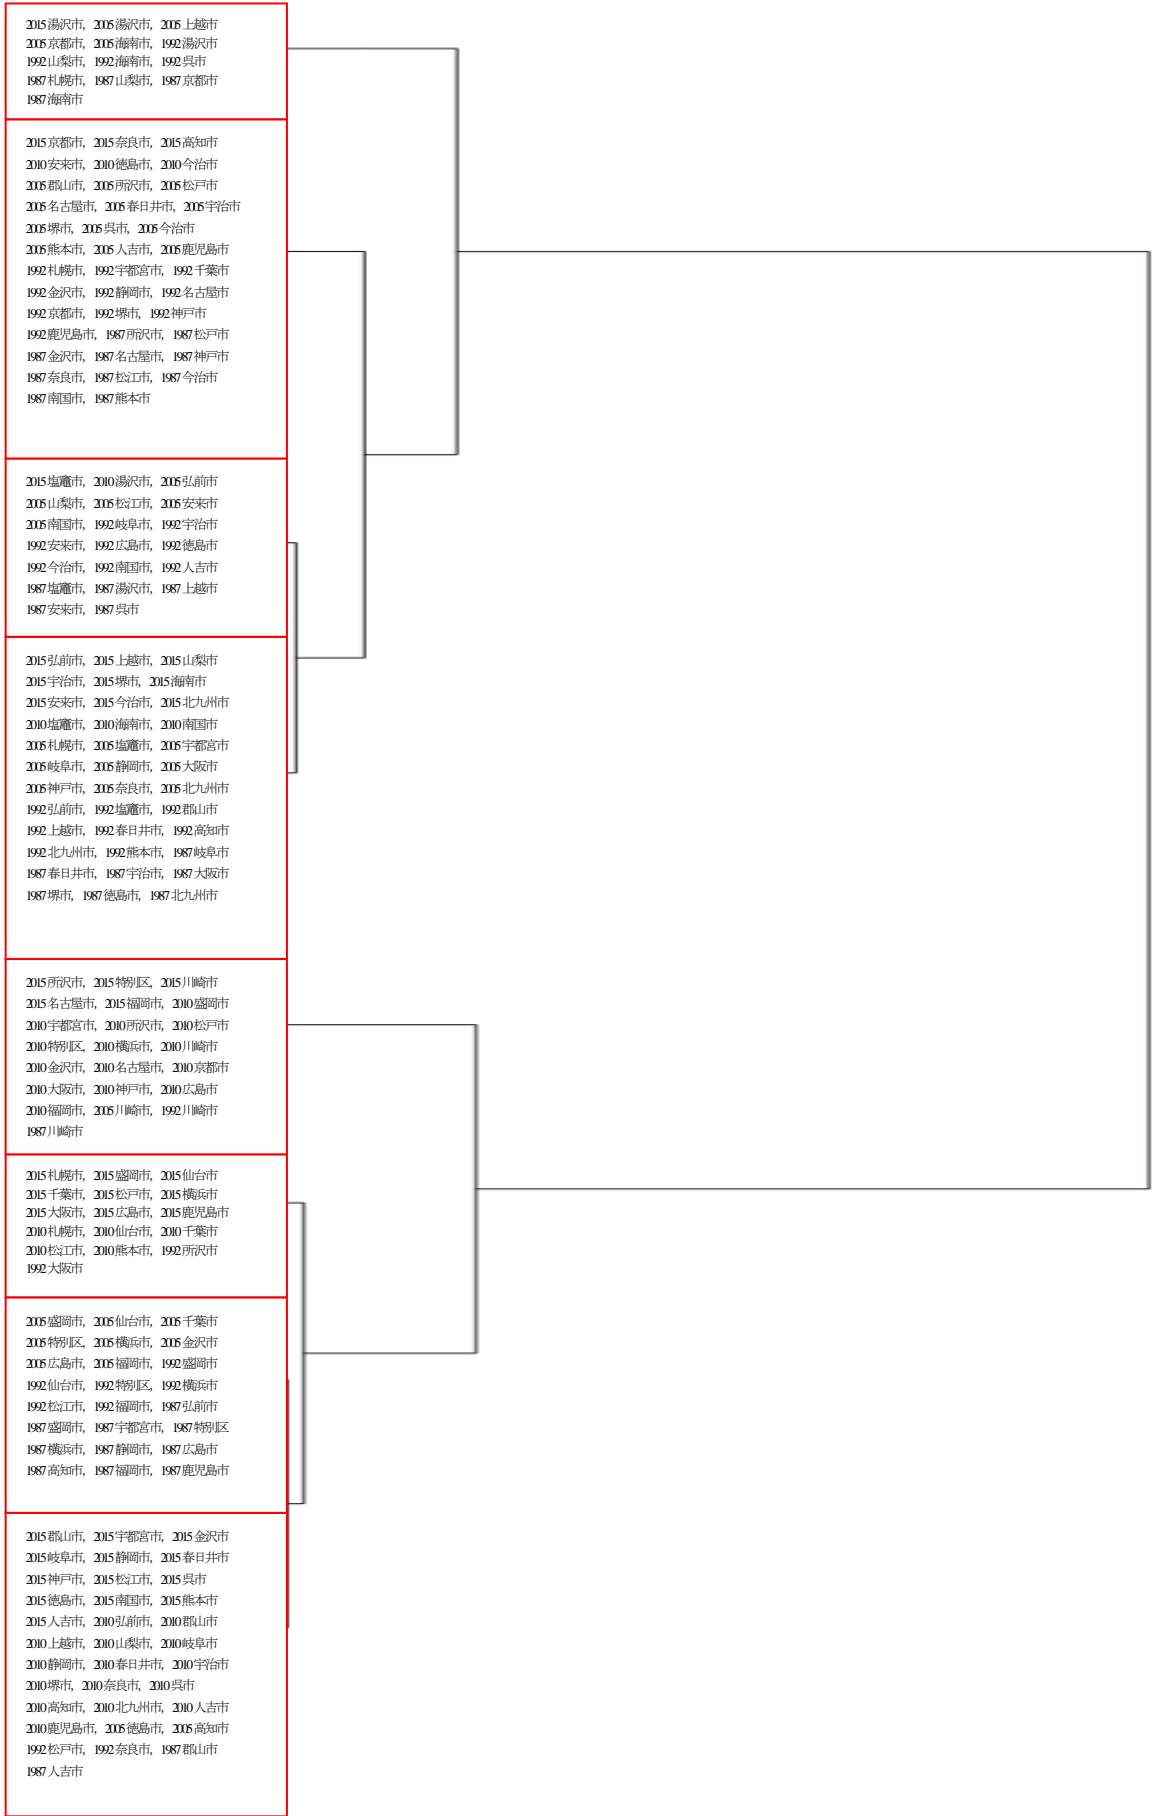 2015湯沢市, 2005湯沢市, 2005上越市
2005京都市, 2005海南市, 1992湯沢市
1992山梨市, 1992海南市, 1992呉市
1987札幌市, 1987山梨市, 1987京都市
1987海南市
2015京都市, 2015奈良市, 2015高知市
2010安来市, 2010徳島市, 2010今治市
2005郡山市, 2005所沢市, 2005松戸市
2005名古屋市, 2005春日井市, 2005宇治市
2005堺市, 2005呉市, 2005今治市
2005熊本市, 2005人吉市, 2005鹿児島市
1992札幌市, 1992宇都宮市, 1992千葉市
1992金沢市, 1992静岡市, 1992名古屋市
1992京都市, 1992堺市, 1992神戸市
1992鹿児島市, 1987所沢市, 1987松戸市
1987金沢市, 1987名古屋市, 1987神戸市
1987奈良市, 1987松江市, 1987今治市
1987南国市, 1987熊本市
2015塩竈市, 2010湯沢市, 2005弘前市
2005山梨市, 2005松江市, 2005安来市
2005南国市, 1992岐阜市, 1992宇治市
1992安来市, 1992広島市, 1992徳島市
1992今治市, 1992南国市, 1992人吉市
1987塩竈市, 1987湯沢市, 1987上越市
1987安来市, 1987呉市
2015弘前市, 2015上越市, 2015山梨市
2015宇治市, 2015堺市, 2015海南市
2015安来市, 2015今治市, 2015北九州市
2010塩竈市, 2010海南市, 2010南国市
2005札幌市, 2005塩竈市, 2005宇都宮市
2005岐阜市, 2005静岡市, 2005大阪市
2005神戸市, 2005奈良市, 2005北九州市
1992弘前市, 1992塩竈市, 1992郡山市
1992上越市, 1992春日井市, 1992高知市
1992北九州市, 1992熊本市, 1987岐阜市
1987春日井市, 1987宇治市, 1987大阪市
1987堺市, 1987徳島市, 1987北九州市
2015所沢市, 2015特別区, 2015川崎市
2015名古屋市, 2015福岡市, 2010盛岡市
2010宇都宮市, 2010所沢市, 2010松戸市
2010特別区, 2010横浜市, 2010川崎市
2010金沢市, 2010名古屋市, 2010京都市
2010大阪市, 2010神戸市, 2010広島市
2010福岡市, 2005川崎市, 1992川崎市
1987川崎市
2015札幌市, 2015盛岡市, 2015仙台市
2015千葉市, 2015松戸市, 2015横浜市
2015大阪市, 2015広島市, 2015鹿児島市
2010札幌市, 2010仙台市, 2010千葉市
2010松江市, 2010熊本市, 1992所沢市
1992大阪市
2005盛岡市, 2005仙台市, 2005千葉市
2005特別区, 2005横浜市, 2005金沢市
2005広島市, 2005福岡市, 1992盛岡市
1992仙台市, 1992特別区, 1992横浜市
1992松江市, 1992福岡市, 1987弘前市
1987盛岡市, 1987宇都宮市, 1987特別区
1987横浜市, 1987静岡市, 1987広島市
1987高知市, 1987福岡市, 1987鹿児島市
2015郡山市, 2015宇都宮市, 2015金沢市
2015岐阜市, 2015静岡市, 2015春日井市
2015神戸市, 2015松江市, 2015呉市
2015徳島市, 2015南国市, 2015熊本市
2015人吉市, 2010弘前市, 2010郡山市
2010上越市, 2010山梨市, 2010岐阜市
2010静岡市, 2010春日井市, 2010宇治市
2010堺市, 2010奈良市, 2010呉市
2010高知市, 2010北九州市, 2010人吉市
2010鹿児島市, 2005徳島市, 2005高知市
1992松戸市, 1992奈良市, 1987郡山市
1987人吉市